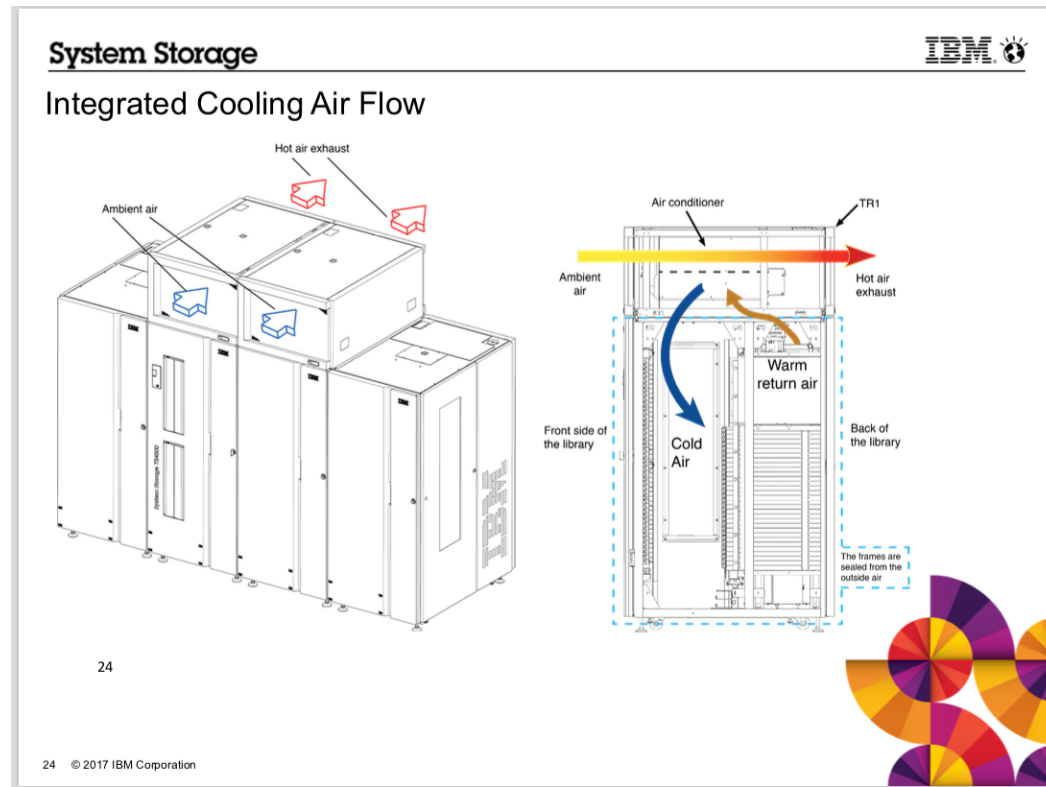 System Storage
IBM.
Integrated Cooling Air Flow
Hot air exhaust
Ambient air
IBM
IBM
IBM
IBM
System Storage TS4500
IBM
Air conditioner
TR1
Ambient
air
Hot air
exhaust
Warm
return air
Front side of
the library
Cold
Air
Back of
the library
The frames are
sealed from the
outside air
24
24 © 2017 IBM Corporation